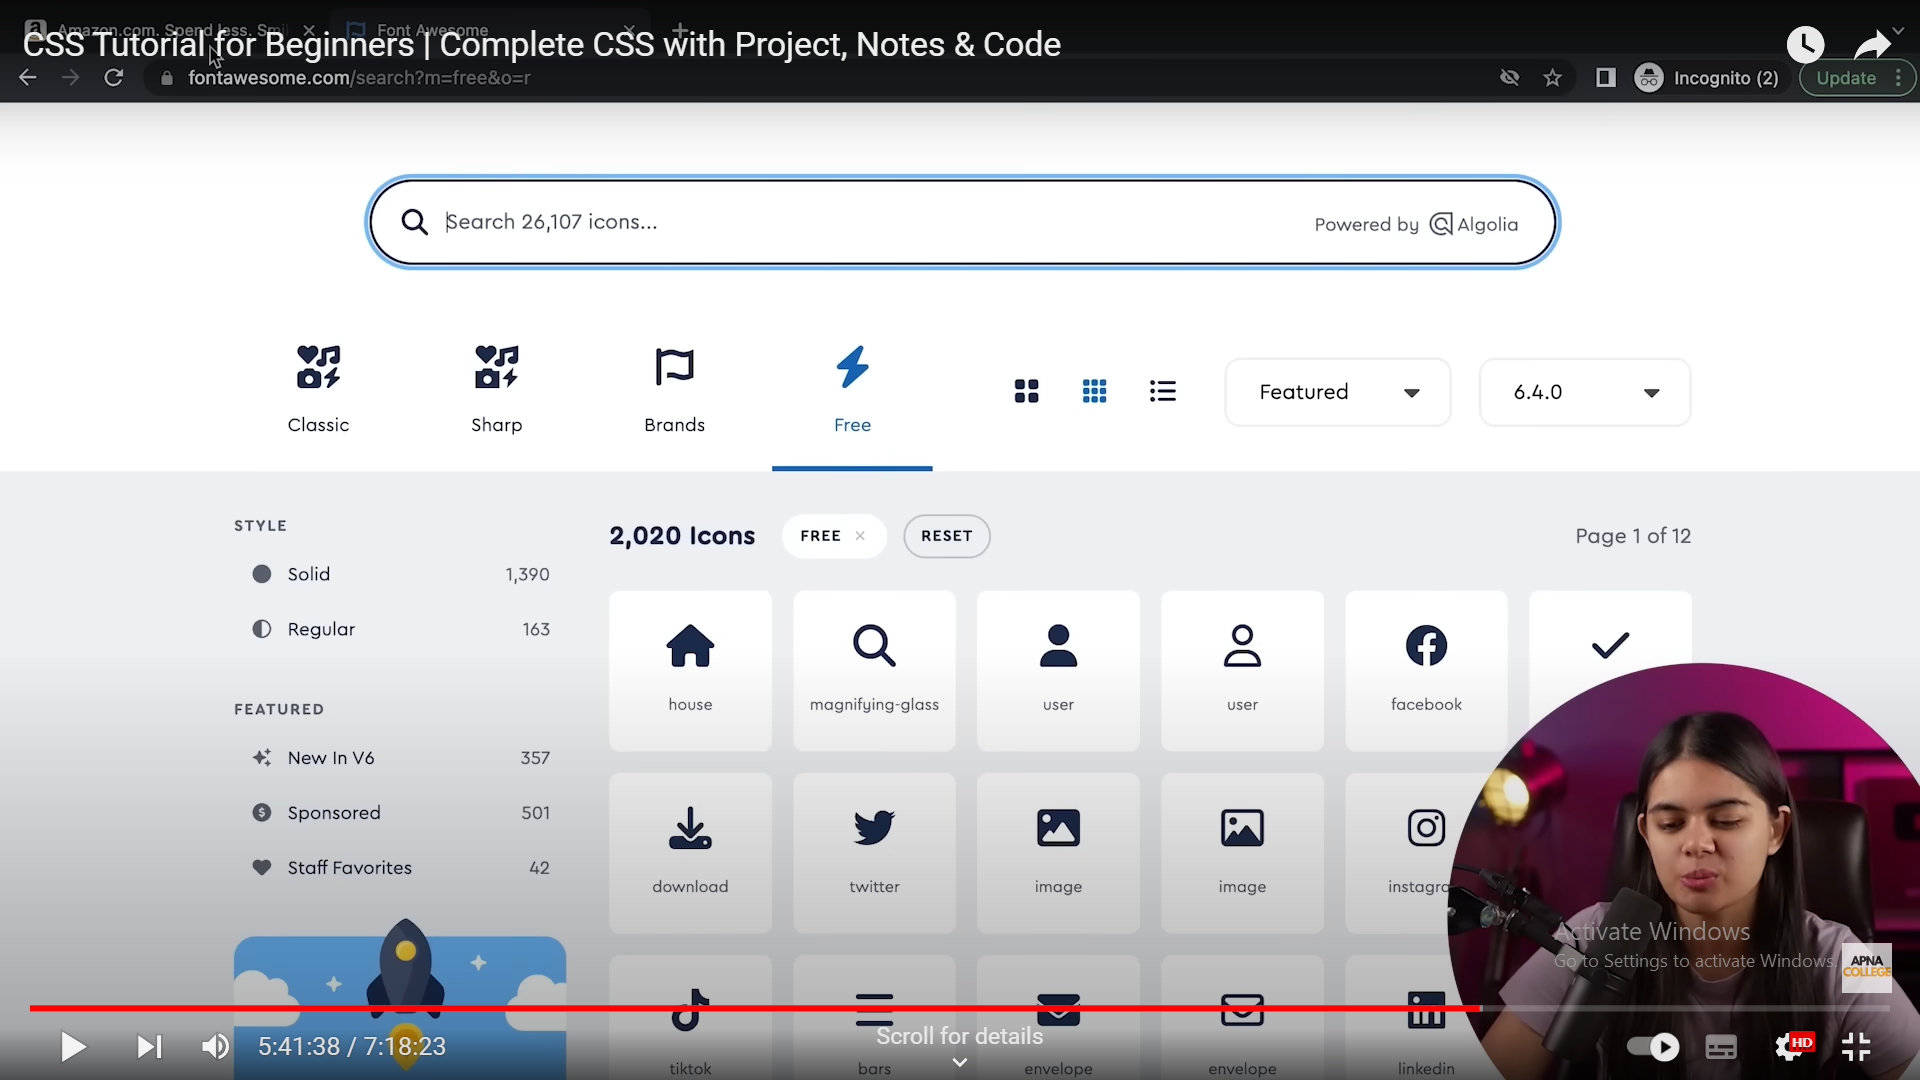 Amazon.com. Spend less. Smil
Font Awesome
CSS Tutorial for Beginners | Complete CSS with Project, Notes & Code
fontawesome.com/search?m=free&o=r
Incognito (2)
Update
Search 26,107 icons...
Powered by Algolia
Classic
Sharp
Brands
Free
Featured
6.4.0
STYLE
Solid 1,390
Regular 163
FEATURED
New In V6 357
Sponsored 501
Staff Favorites 42
2,020 Icons
FREE
RESET
Page 1 of 12
house
magnifying-glass
user
user
facebook
download
twitter
image
image
instagra
tiktok
bars
envelope
envelope
linkedin
Activate Windows
Go to Settings to activate Windows.
APNA
COLLEGE
5:41:38 / 7:18:23
Scroll for details
HD